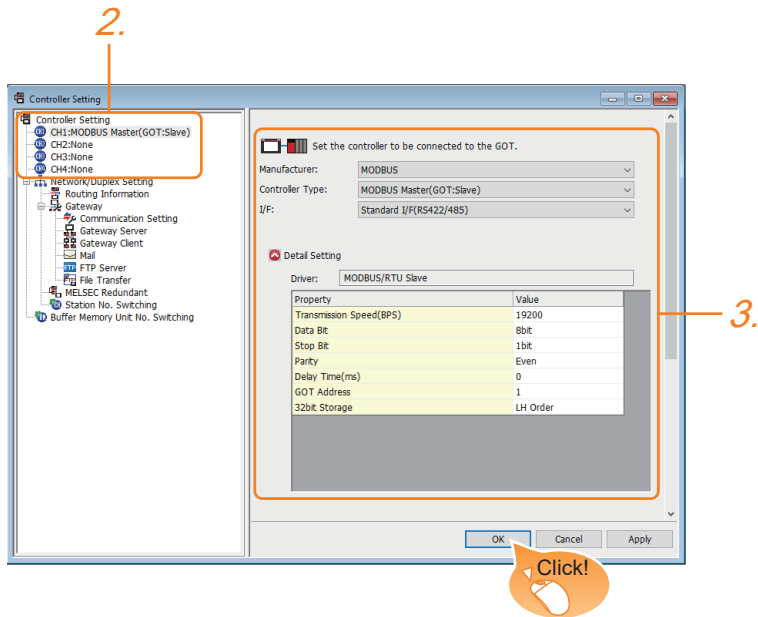 2.
Controller Setting
Controller Setting
CH1:MODBUS Master(GOT:Slave)
CH2:None
CH3:None
CH4:None
Network/Duplex Setting
Routing Information
Gateway
Communication Setting
Gateway Server
Gateway Client
Mail
FTP Server
File Transfer
MELSEC Redundant
Station No. Switching
Buffer Memory Unit No. Switching
Set the controller to be connected to the GOT.
Manufacturer: MODBUS
Controller Type: MODBUS Master(GOT:Slave)
I/F: Standard I/F(RS422/485)
Detail Setting
Driver: MODBUS/RTU Slave
Property Value
Transmission Speed(BPS) 19200
Data Bit 8bit
Stop Bit 1bit
Parity Even
Delay Time(ms) 0
GOT Address 1
32bit Storage LH Order
3.
OK Cancel Apply
Click!